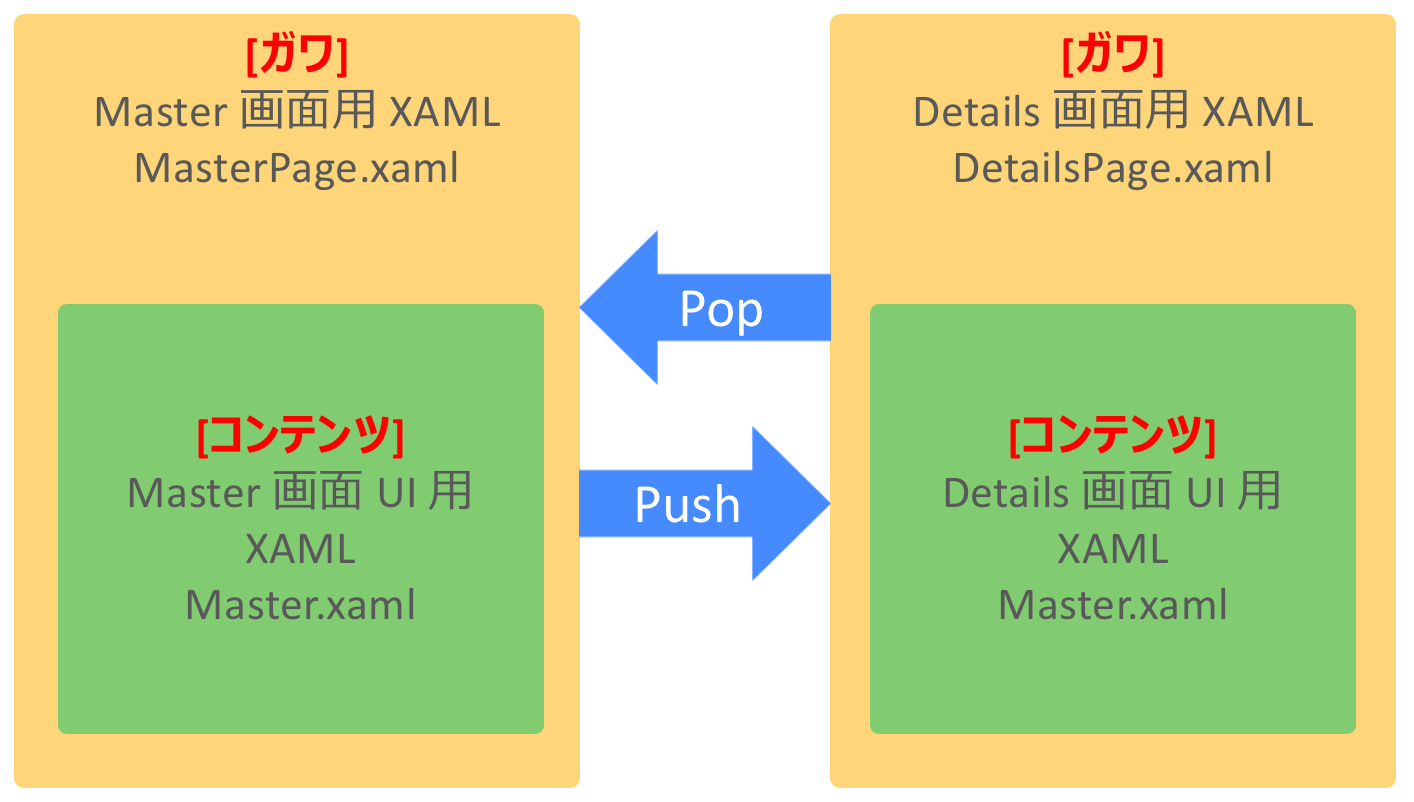 [ガワ]
Master 画面用 XAML
MasterPage.xaml
[コンテンツ]
Master 画面 UI 用
XAML
Master.xaml
Pop
Push
[ガワ]
Details 画面用 XAML
DetailsPage.xaml
[コンテンツ]
Details 画面 UI 用
XAML
Master.xaml